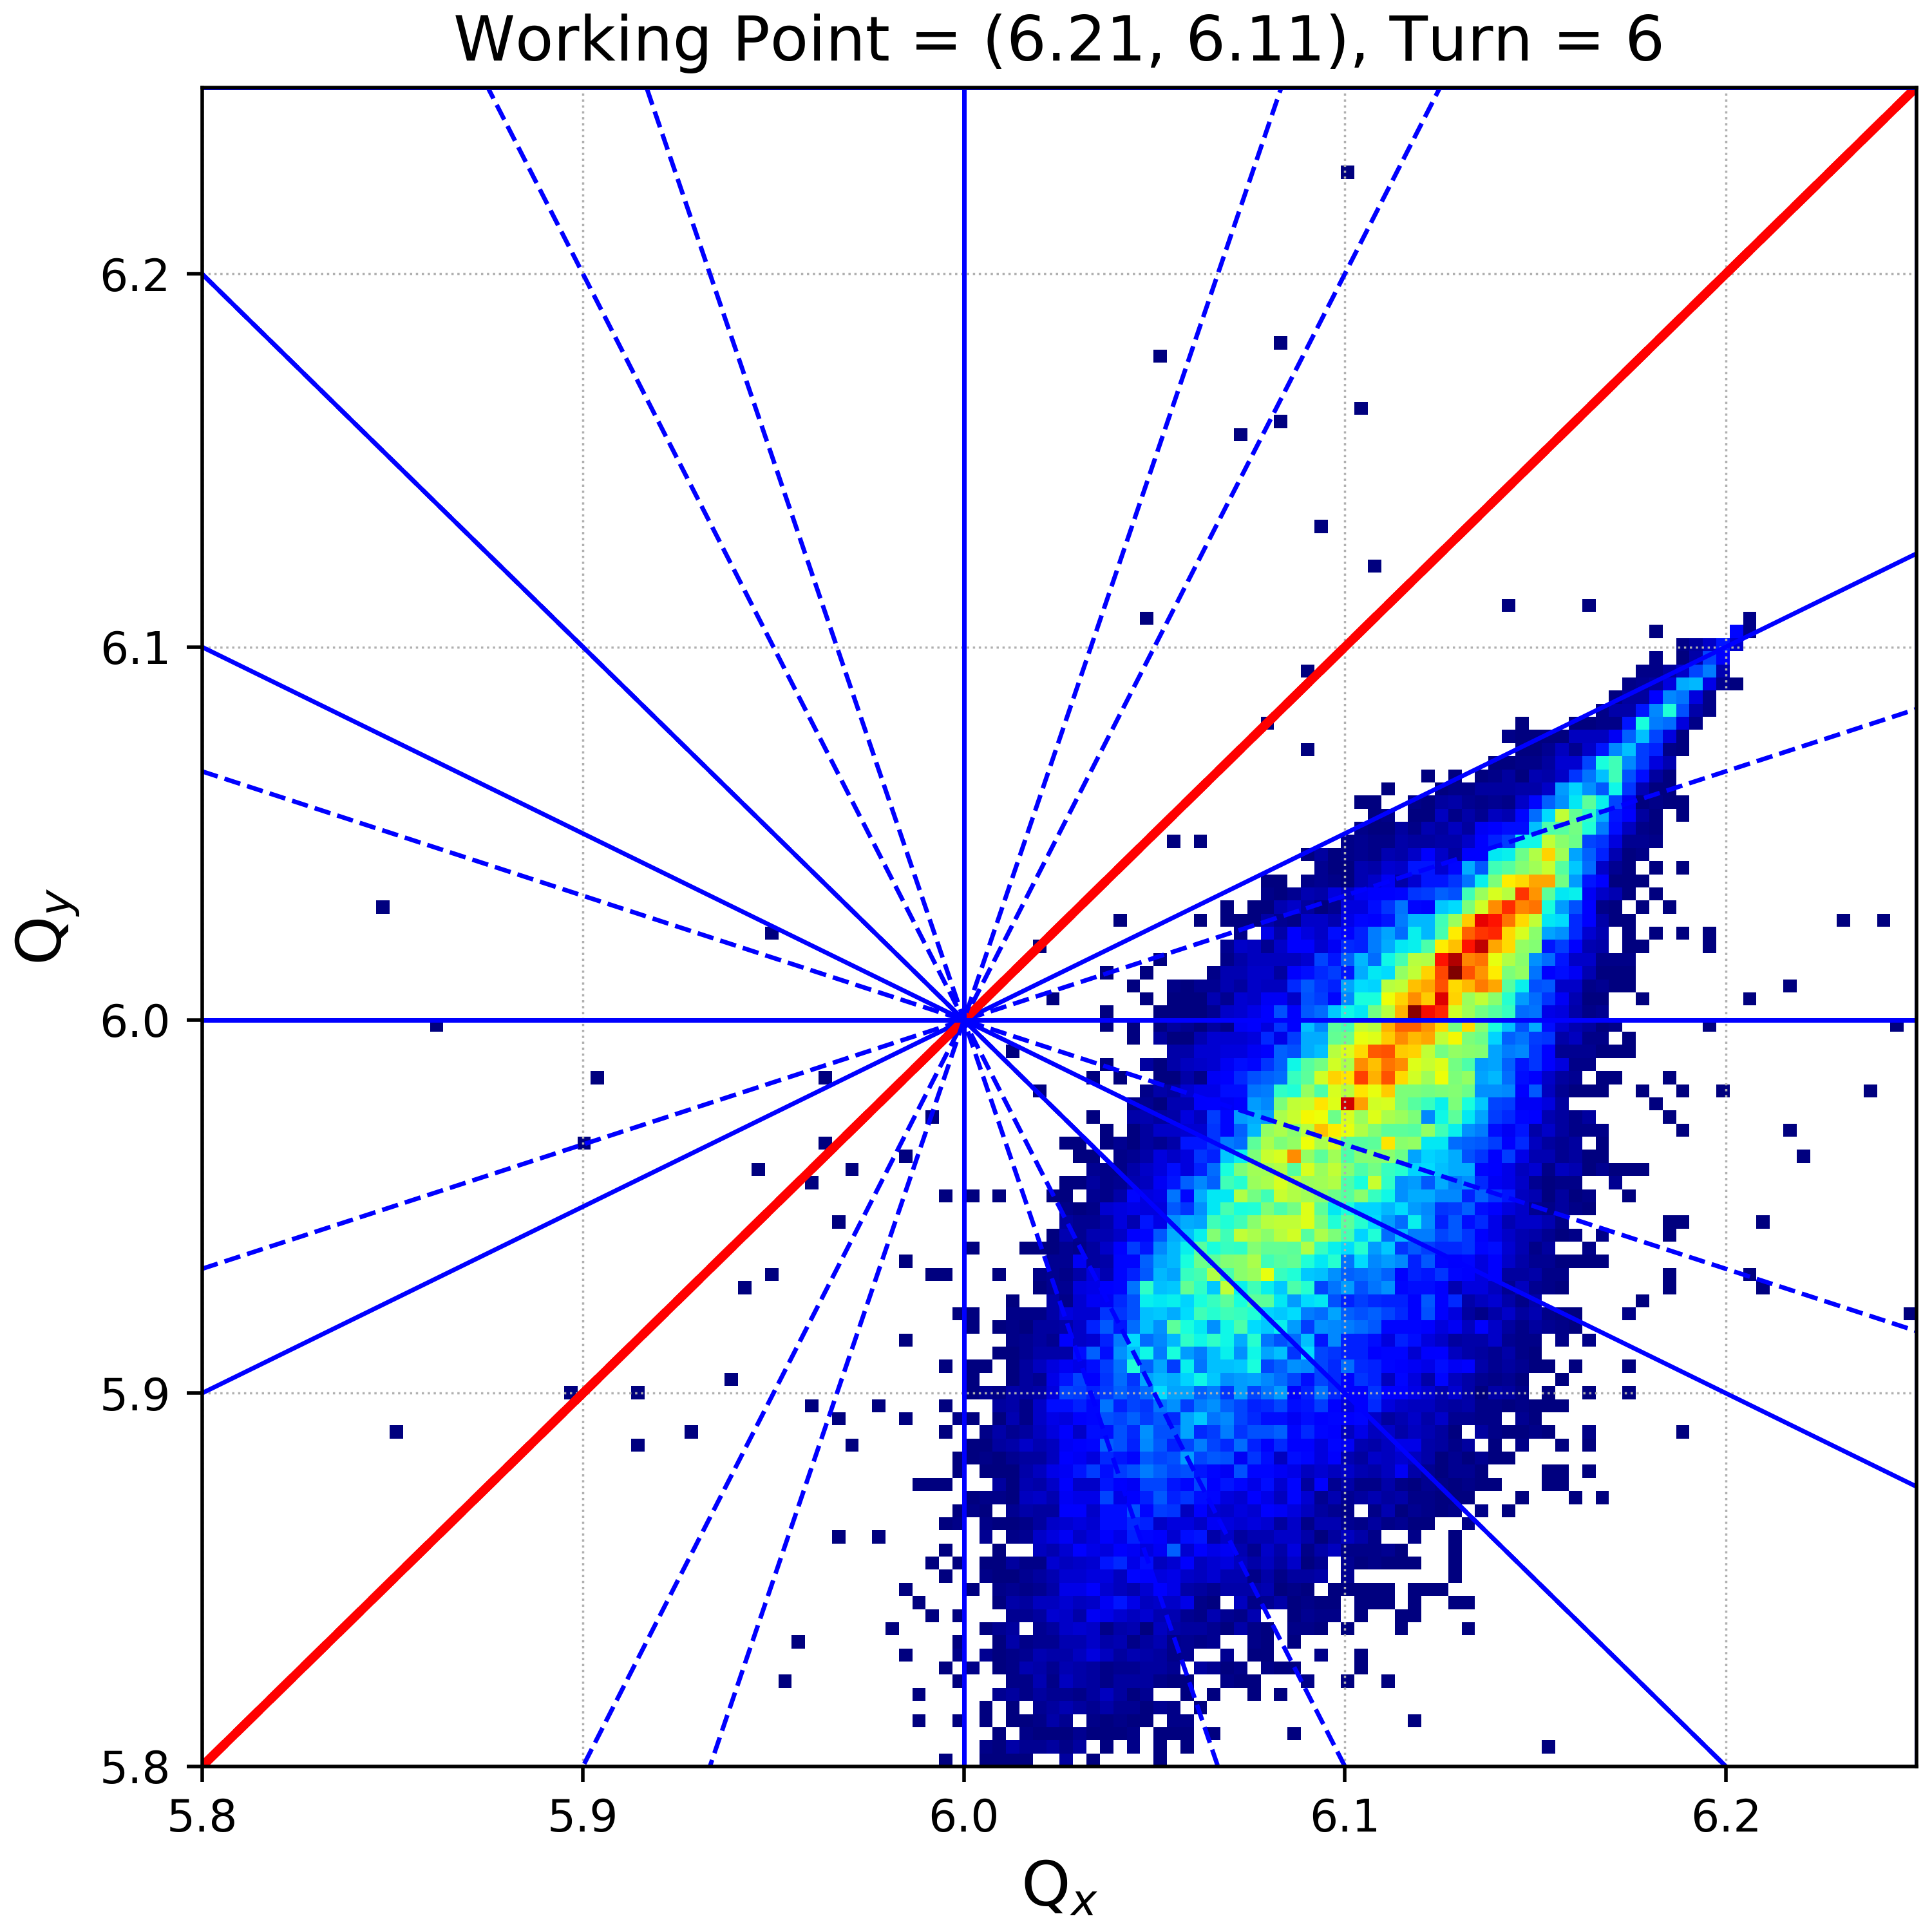 Working Point = (6.21, 6.11), Turn = 6
6.2
6.1
6.0
5.9
5.8
Qy
5.8 5.9 6.0 6.1 6.2
Qx